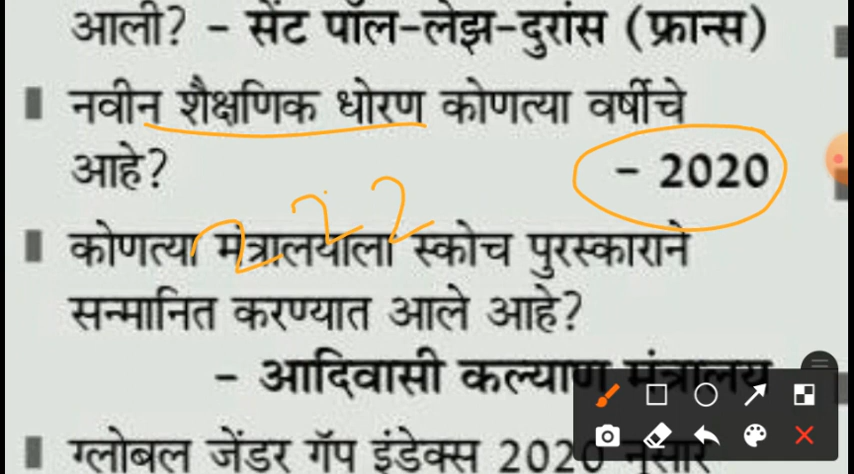 आली? - सेंट पॉल-लेझ-दुरांस (फ्रान्स)
नवीन शैक्षणिक धोरण कोणत्या वर्षीचे
आहे? - 2020
222
कोणत्या मंत्रालयाला स्कोच पुरस्काराने
सन्मानित करण्यात आले आहे?
- आदिवासी कल्याण मंत्रालय
ग्लोबल जेंडर गॅप इंडेक्स 2020 नुसार